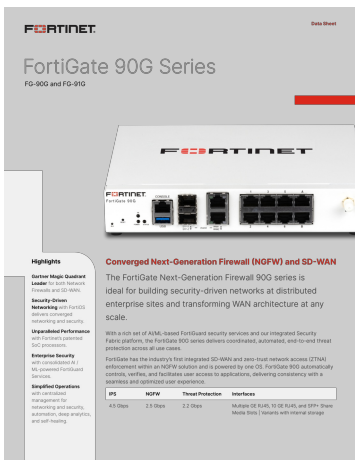 FORTINET
Data Sheet
FortiGate 90G Series
FG-90G and FG-91G
FORTINET
FORTINET
FortiGate 90G
CONSOLE
USB
Highlights
Gartner Magic Quadrant
Leader for both Network
Firewalls and SD-WAN.
Security-Driven
Networking with FortiOS
delivers converged
networking and security.
Unparalleled Performance
with Fortinet's patented
SoC processors.
Enterprise Security
with consolidated AI /
ML-powered FortiGuard
Services.
Simplified Operations
with centralized
management for
networking and security,
automation, deep analytics,
and self-healing.
Converged Next-Generation Firewall (NGFW) and SD-WAN
The FortiGate Next-Generation Firewall 90G series is
ideal for building security-driven networks at distributed
enterprise sites and transforming WAN architecture at any
scale.
With a rich set of AI/ML-based FortiGuard security services and our integrated Security
Fabric platform, the FortiGate 90G series delivers coordinated, automated, end-to-end threat
protection across all use cases.
FortiGate has the industry's first integrated SD-WAN and zero-trust network access (ZTNA)
enforcement within an NGFW solution and is powered by one OS. FortiGate 90G automatically
controls, verifies, and facilitates user access to applications, delivering consistency with a
seamless and optimized user experience.
IPS NGFW Threat Protection Interfaces
4.5 Gbps 2.5 Gbps 2.2 Gbps Multiple GE RJ45, 10 GE RJ45, and SFP+ Share
Media Slots | Variants with internal storage